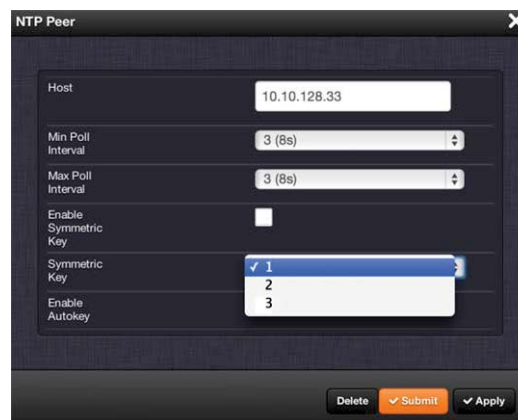 NTP Peer
Host
10.10.128.33
Min Poll
Interval
3 (8s)
Max Poll
Interval
3 (8s)
Enable
Symmetric
Key
Symmetric
Key
✓ 1
2
3
Enable
Autokey
Delete
✓ Submit
✓ Apply